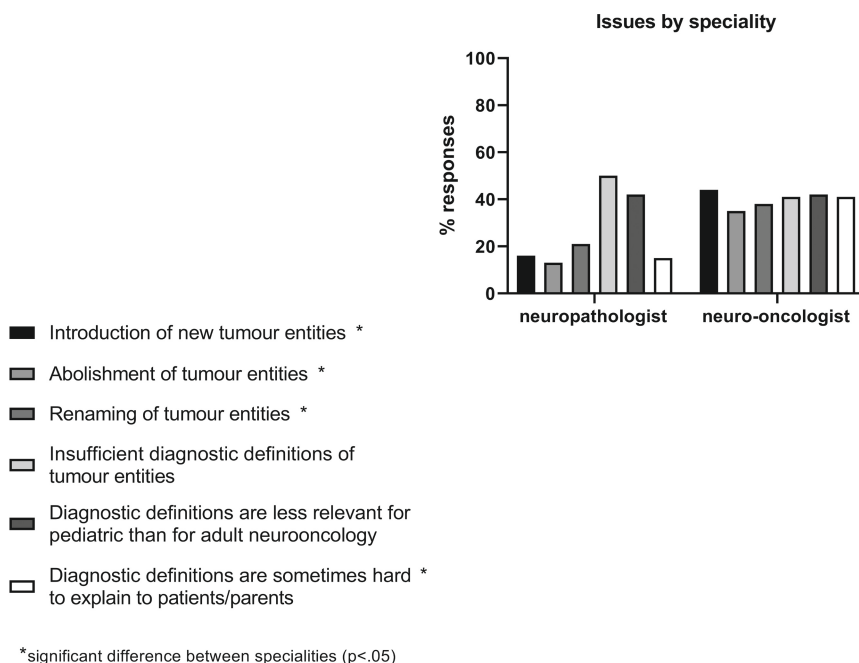 Issues by speciality
100
80
60
40
20
0
% responses
neuropathologist
neuro-oncologist
Introduction of new tumour entities *
Abolishment of tumour entities *
Renaming of tumour entities *
Insufficient diagnostic definitions of
tumour entities
Diagnostic definitions are less relevant for
pediatric than for adult neurooncology
Diagnostic definitions are sometimes hard *
to explain to patients/parents
*significant difference between specialities (p<.05)